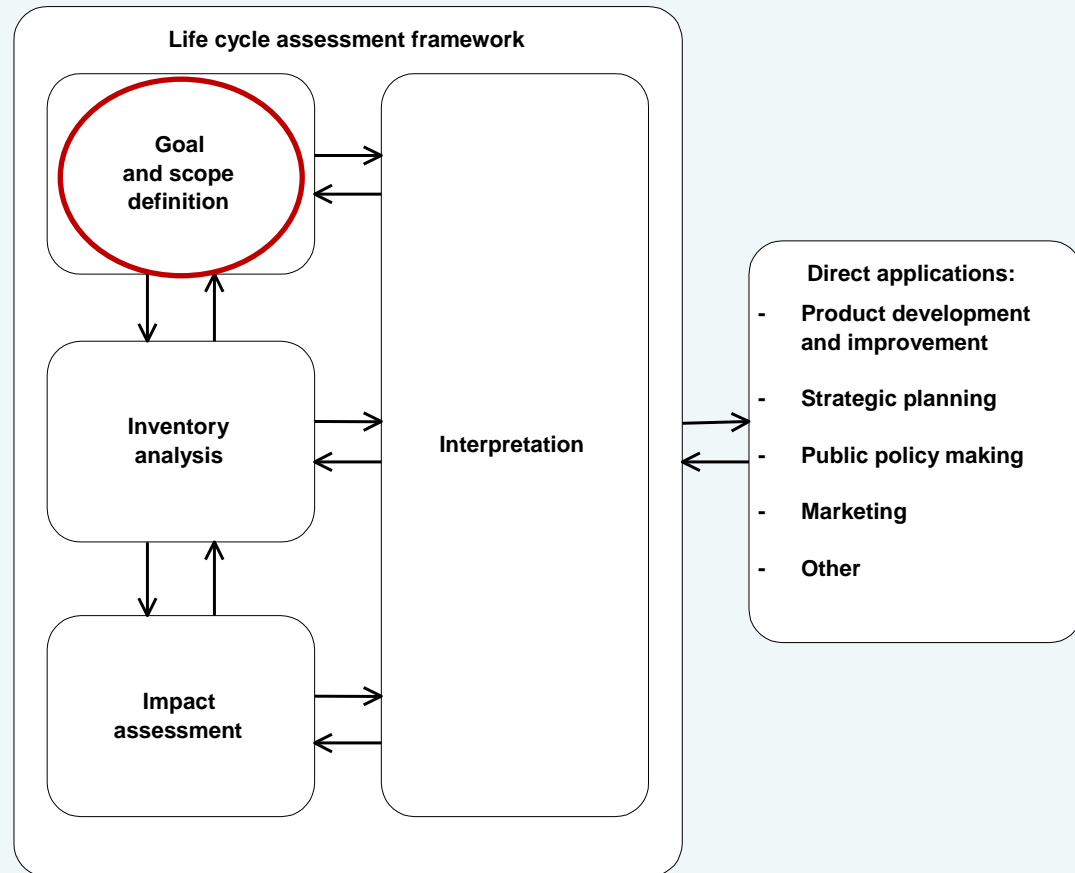 Life cycle assessment framework
Goal
and scope
definition
Inventory
analysis
Impact
assessment
Interpretation
Direct applications:
- Product development
and improvement
- Strategic planning
- Public policy making
- Marketing
- Other